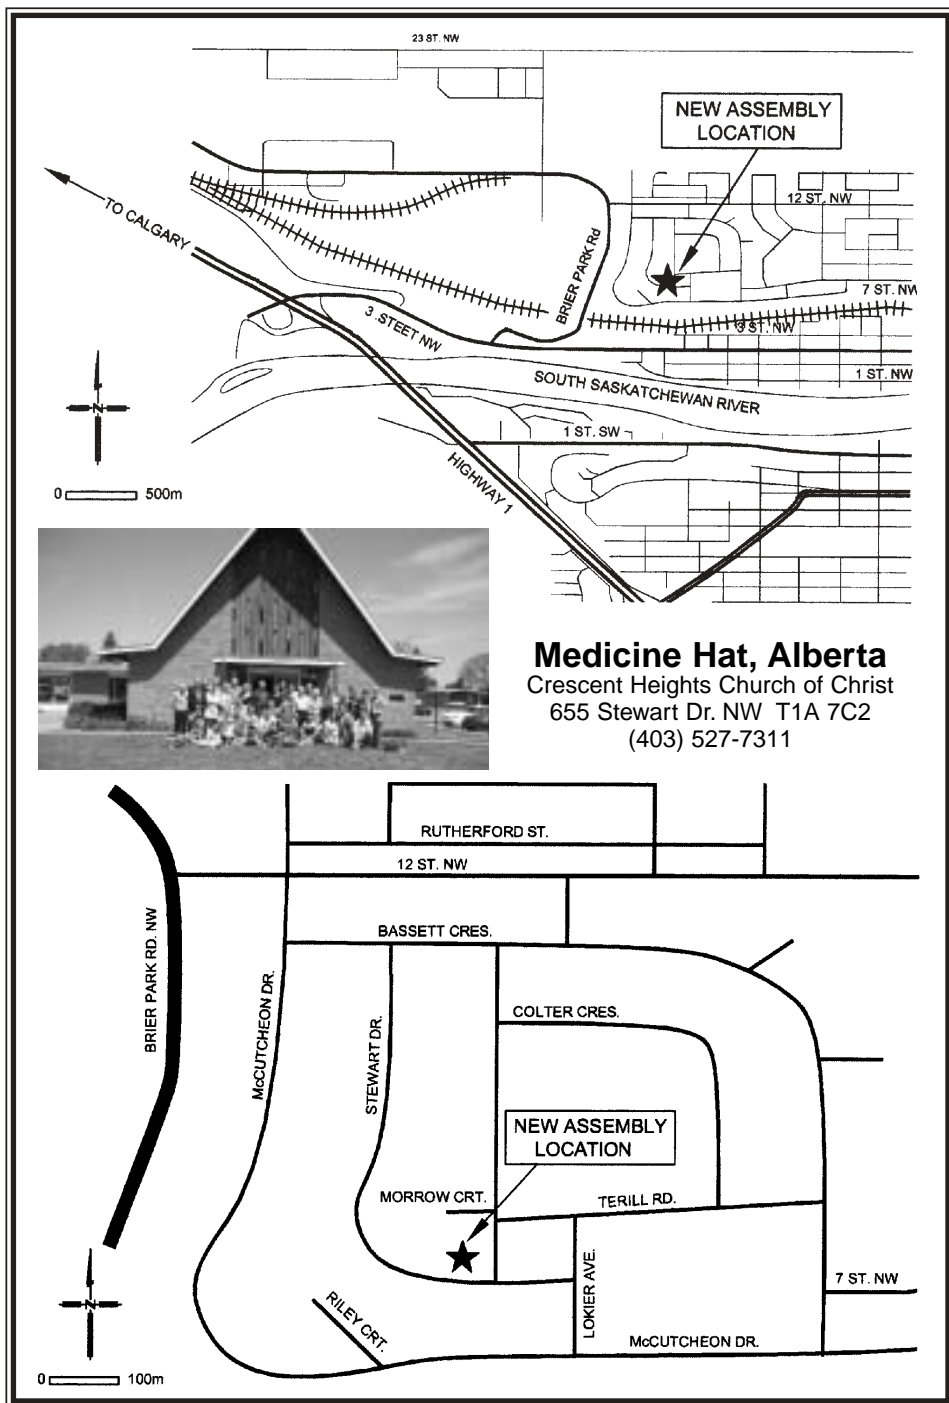 23 ST. NW
NEW ASSEMBLY
LOCATION
12 ST. NW
TO CALGARY
BRIER PARK Rd
7 ST. NW
3 .STEET NW
3 ST. NW
1 ST. NW
SOUTH SASKATCHEWAN RIVER
N
1 ST. SW
HIGHWAY 1
0 500m
Medicine Hat, Alberta
Crescent Heights Church of Christ
655 Stewart Dr. NW T1A 7C2
(403) 527-7311
RUTHERFORD ST.
12 ST. NW
BASSETT CRES.
BRIER PARK RD. NW
McCUTCHEON DR.
STEWART DR.
COLTER CRES.
NEW ASSEMBLY
LOCATION
MORROW CRT.
TERILL RD.
LOKIER AVE.
7 ST. NW
N
RILEY CRT.
McCUTCHEON DR.
0 100m